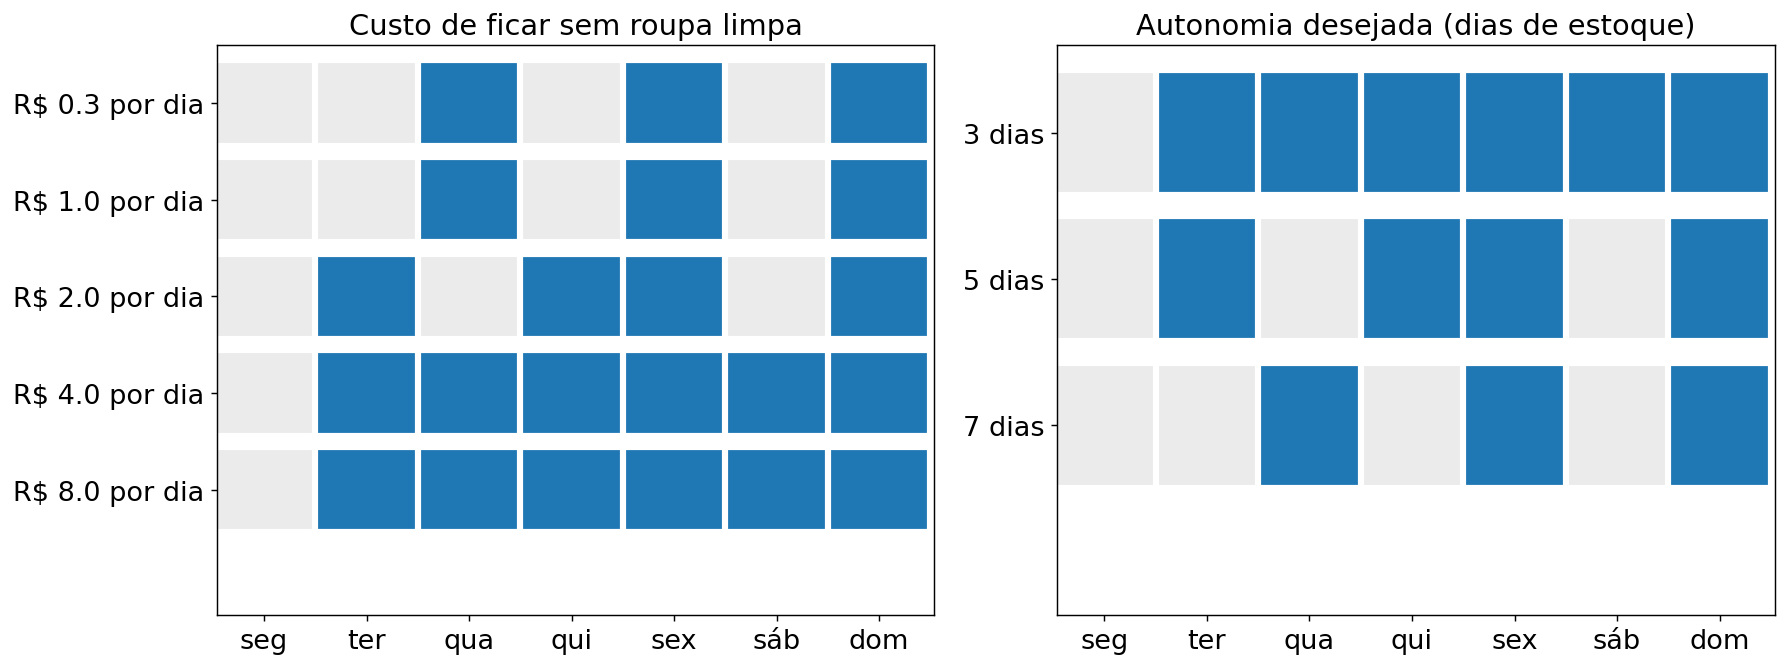 Custo de ficar sem roupa limpa
R$ 0.3 por dia
R$ 1.0 por dia
R$ 2.0 por dia
R$ 4.0 por dia
R$ 8.0 por dia
seg ter qua qui sex sáb dom
Autonomia desejada (dias de estoque)
3 dias
5 dias
7 dias
seg ter qua qui sex sáb dom